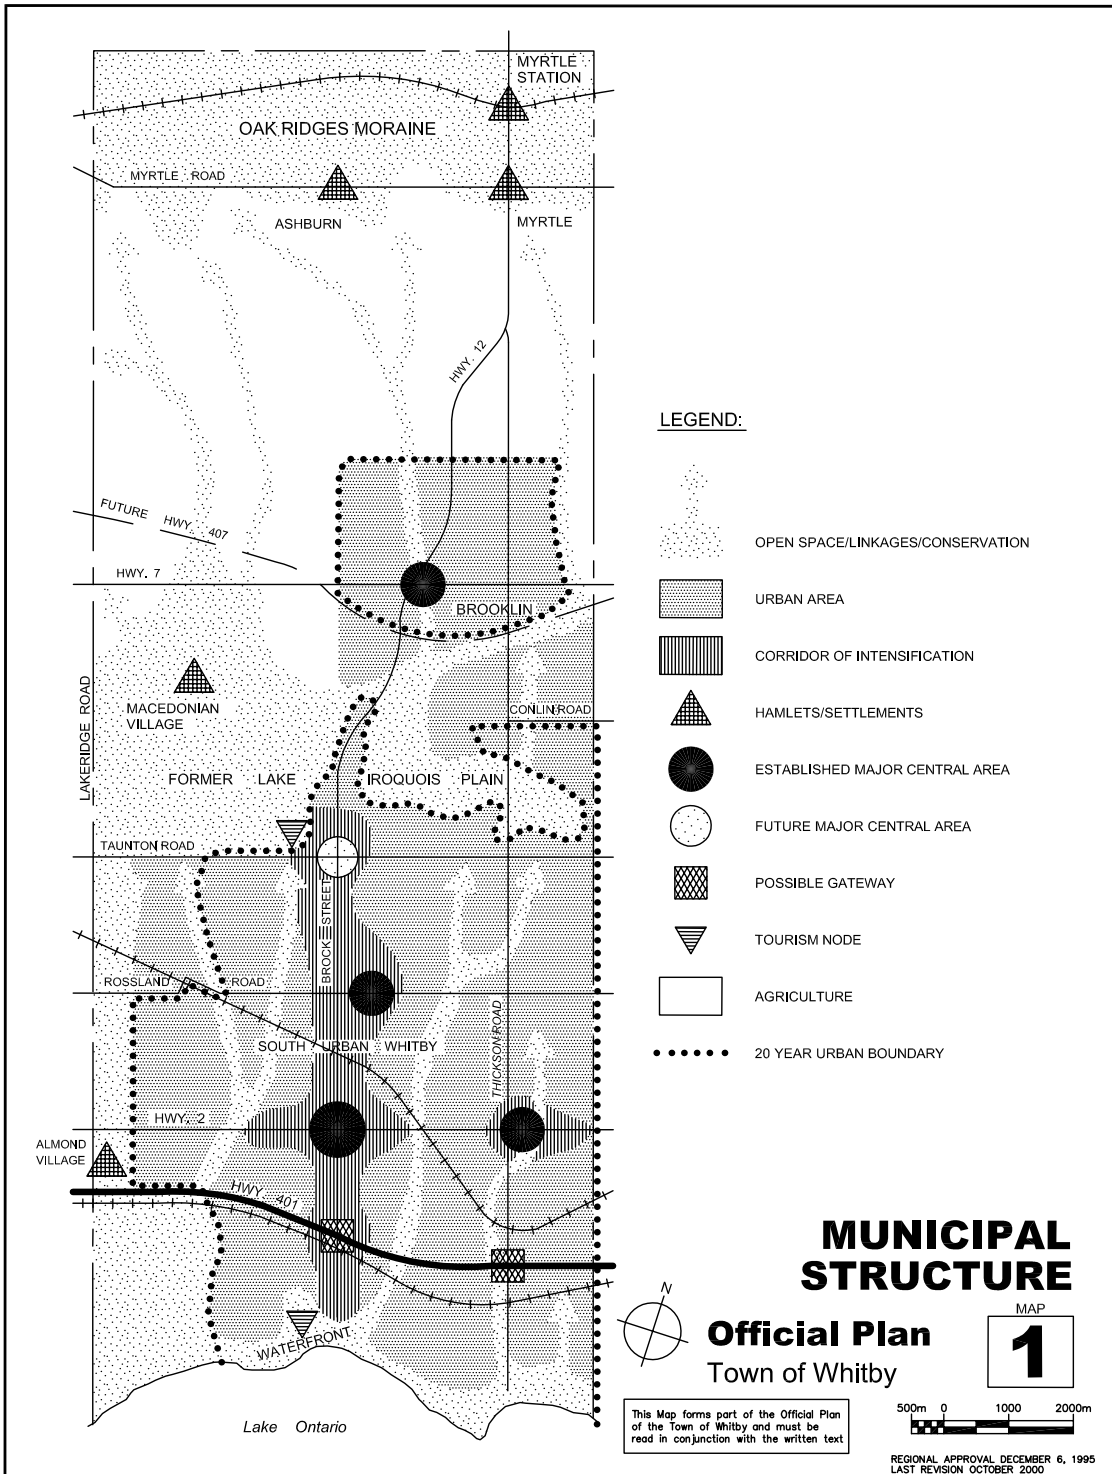 MYRTLE
STATION
OAK RIDGES MORAINE
MYRTLE ROAD
ASHBURN
MYRTLE
HWY. 12
FUTURE HWY. 407
HWY. 7
BROOKLIN
LAKERIDGE ROAD
MACEDONIAN
VILLAGE
CONLIN ROAD
FORMER LAKE IROQUOIS PLAIN
TAUNTON ROAD
BROCK STREET
ROSSLAND ROAD
THICKSON ROAD
SOUTH URBAN WHITBY
HWY. 2
ALMOND
VILLAGE
HWY. 401
WATERFRONT
Lake Ontario
LEGEND:
OPEN SPACE/LINKAGES/CONSERVATION
URBAN AREA
CORRIDOR OF INTENSIFICATION
HAMLETS/SETTLEMENTS
ESTABLISHED MAJOR CENTRAL AREA
FUTURE MAJOR CENTRAL AREA
POSSIBLE GATEWAY
TOURISM NODE
AGRICULTURE
20 YEAR URBAN BOUNDARY
MUNICIPAL
STRUCTURE
N
Official Plan
Town of Whitby
MAP
1
This Map forms part of the Official Plan
of the Town of Whitby and must be
read in conjunction with the written text
500m 0 1000 2000m
REGIONAL APPROVAL DECEMBER 6, 1995
LAST REVISION OCTOBER 2000